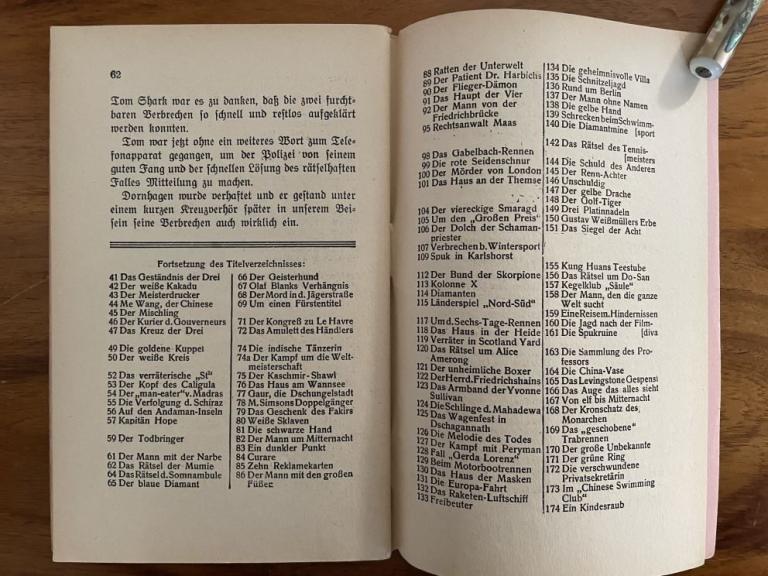 62
Tom Shark war es zu danken, daß die zwei furcht-
baren Verbrechen so schnell und restlos aufgeklärt
werden konnten.
Tom war jetzt ohne ein weiteres Wort zum Tele-
fonapparat gegangen, um der Polizei von seinem
guten Fang und der schnellen Lösung des rätselhaften
Falles Mitteilung zu machen.
Dornhagen wurde verhaftet und er gestand unter
einem kurzen Kreuzverhör später in unserem Bei-
sein seine Verbrechen auch wirklich ein.
Fortsetzung des Titelverzeichnisses:
41 Das Geständnis der Drei
42 Der weiße Kakadu
43 Der Meisterdrucker
44 Me Wang, der Chinese
45 Der Mischling
46 Der Kurier d. Gouverneurs
47 Das Kreuz der Drei
49 Die goldene Kuppel
50 Der weiße Kreis
52 Das verräterische „St“
53 Der Kopf des Caligula
54 Der „man-eater“ v. Madras
55 Die Verfolgung d. Schiraz
56 Auf den Andaman-Inseln
57 Kapitän Hope
59 Der Todbringer
61 Der Mann mit der Narbe
62 Das Rätsel der Mumie
64 Das Rätsel d. Somnambule
65 Der blaue Diamant
66 Der Geisterhund
67 Olaf Blanks Verhängnis
68 Der Mord in d. Jägerstraße
69 Um einen Fürstentitel
71 Der Kongreß zu Le Havre
72 Das Amulett des Händlers
74 Die indische Tänzerin
74a Der Kampf um die Welt-
meisterschaft
75 Der Kaschmir-Shawl
76 Das Haus am Wannsee
77 Gaur, die Dschungelstadt
78 M. Simsons Doppelgänger
79 Das Geschenk des Fakirs
80 Weiße Sklaven
81 Die schwarze Hand
82 Der Mann um Mitternacht
83 Ein dunkler Punkt
84 Curare
85 Zehn Reklamekarten
86 Der Mann mit den großen
Füßen
88 Ratten der Unterwelt
89 Der Patient Dr. Harbichs
90 Der Flieger-Dämon
91 Das Haupt der Vier
92 Der Mann von der
Friedrichbrücke
95 Rechtsanwalt Maas
98 Das Gabelbach-Rennen
99 Die rote Seidenschnur
100 Der Mörder von London
101 Das Haus an der Themse
104 Der viereckige Smaragd
105 Um den „Großen Preis“
106 Der Dolch der Schaman-
priester
107 Verbrechen b. Wintersport
109 Spuk in Karlshorst
112 Der Bund der Skorpione
113 Kolonne X
114 Diamanten
115 Länderspiel „Nord-Süd“
117 Um d. Sechs-Tage-Rennen
118 Das Haus in der Heide
119 Verräter in Scotland Yard
120 Das Rätsel um Alice
Amerong
121 Der unheimliche Boxer
122 Der Herr d. Friedrichshains
123 Das Armband der Yvonne
Sullivan
124 Die Schlinge d. Mahadewa
125 Das Wagenfest in
Dschagannath
126 Die Melodie des Todes
127 Der Kampf mit Peryman
128 Fall „Gerda Lorenz“
129 Beim Motorbootrennen
130 Das Haus der Masken
131 Die Europa-Fahrt
132 Das Raketen-Luftschiff
133 Freibeuter
134 Die geheimnisvolle Villa
135 Die Schnitzeljagd
136 Rund um Berlin
137 Der Mann ohne Namen
138 Die gelbe Hand
139 Schrecken beim Schwimm-
140 Die Diamantmine [sport
142 Das Rätsel des Tennis-
[meisters
144 Die Schuld des Anderen
145 Der Renn-Achter
146 Unschuldig
147 Der gelbe Drache
148 Der Golf-Tiger
149 Drei Platinnadeln
150 Gustav Weißmüllers Erbe
151 Das Siegel der Acht
155 Kung Huans Teestube
156 Das Rätsel um Do-San
157 Kegelklub „Säule“
158 Der Mann, den die ganze
Welt sucht
159 Eine Reise m. Hindernissen
160 Die Jagd nach der Film-
161 Die Spukruine [diva
163 Die Sammlung des Pro-
fessors
164 Die China-Vase
165 Das Levingstone Gespenst
166 Das Auge das alles sieht
167 Von elf bis Mitternacht
168 Der Kronschatz des
Monarchen
169 Das „geschobene“
Trabrennen
170 Der große Unbekannte
171 Der grüne Ring
172 Die verschwundene
Privatsekretärin
173 Im „Chinese Swimming
Club“
174 Ein Kindesraub